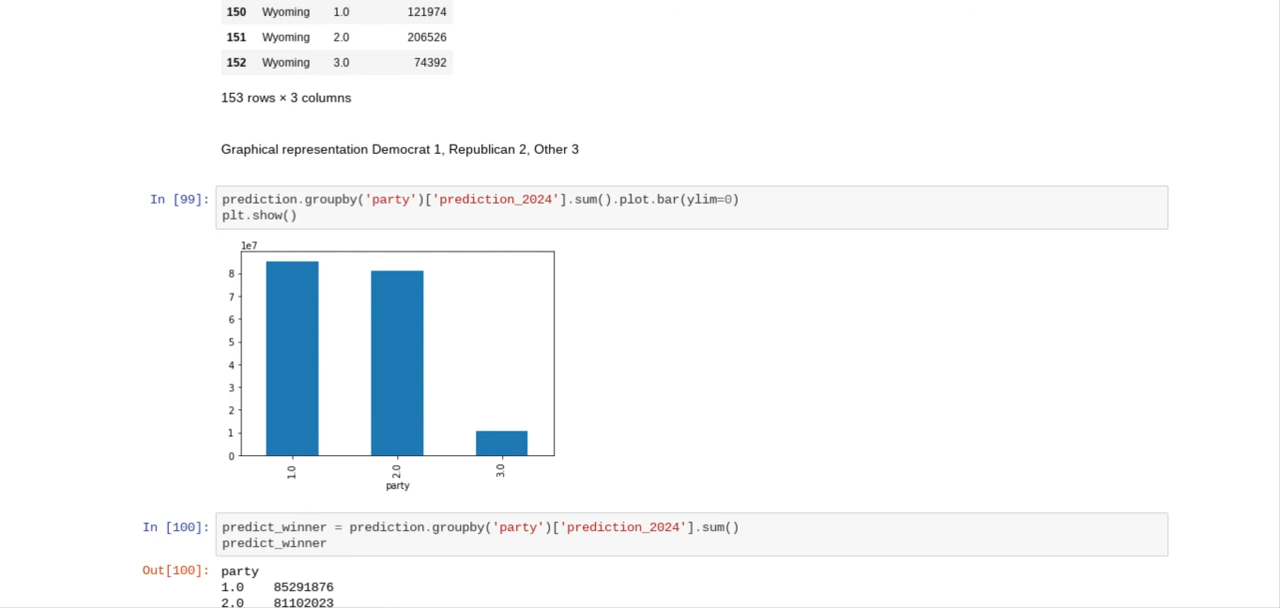 150 Wyoming 1.0 121974
151 Wyoming 2.0 206526
152 Wyoming 3.0 74392
153 rows × 3 columns
Graphical representation Democrat 1, Republican 2, Other 3
In [99]: prediction.groupby('party')['prediction_2024'].sum().plot.bar(ylim=0)
plt.show()
1e7
8
7
6
5
4
3
2
1
0
1.0 2.0 3.0
party
In [100]: predict_winner = prediction.groupby('party')['prediction_2024'].sum()
predict_winner
Out[100]: party
1.0 85291876
2.0 81102023